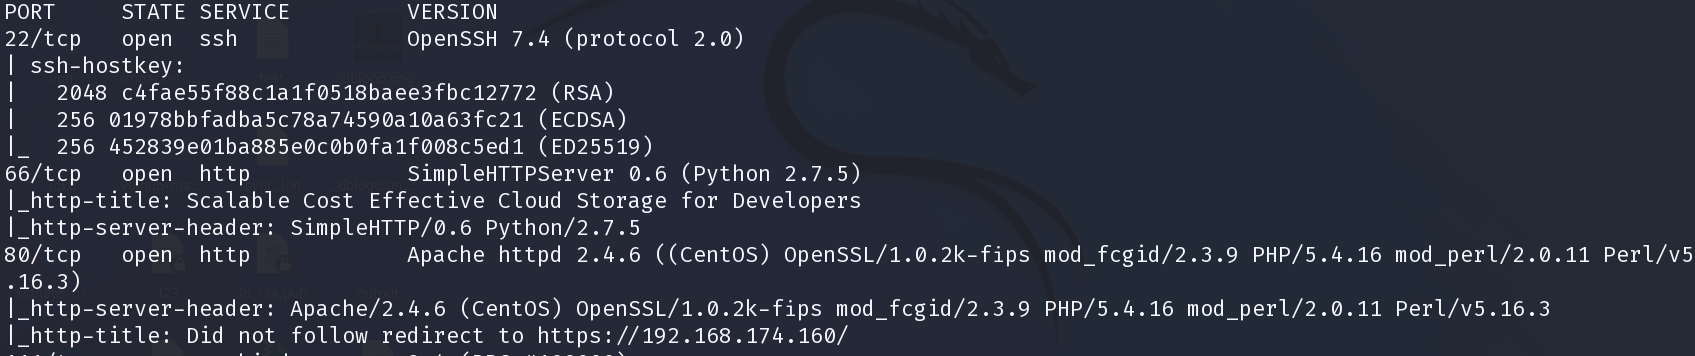 PORT STATE SERVICE VERSION
22/tcp open ssh OpenSSH 7.4 (protocol 2.0)
| ssh-hostkey:
| 2048 c4fae55f88c1a1f0518baee3fbc12772 (RSA)
| 256 01978bbfadba5c78a74590a10a63fc21 (ECDSA)
|_ 256 452839e01ba885e0c0b0fa1f008c5ed1 (ED25519)
66/tcp open http SimpleHTTPServer 0.6 (Python 2.7.5)
|_http-title: Scalable Cost Effective Cloud Storage for Developers
|_http-server-header: SimpleHTTP/0.6 Python/2.7.5
80/tcp open http Apache httpd 2.4.6 ((CentOS) OpenSSL/1.0.2k-fips mod_fcgid/2.3.9 PHP/5.4.16 mod_perl/2.0.11 Perl/v5
.16.3)
|_http-server-header: Apache/2.4.6 (CentOS) OpenSSL/1.0.2k-fips mod_fcgid/2.3.9 PHP/5.4.16 mod_perl/2.0.11 Perl/v5.16.3
|_http-title: Did not follow redirect to https://192.168.174.160/